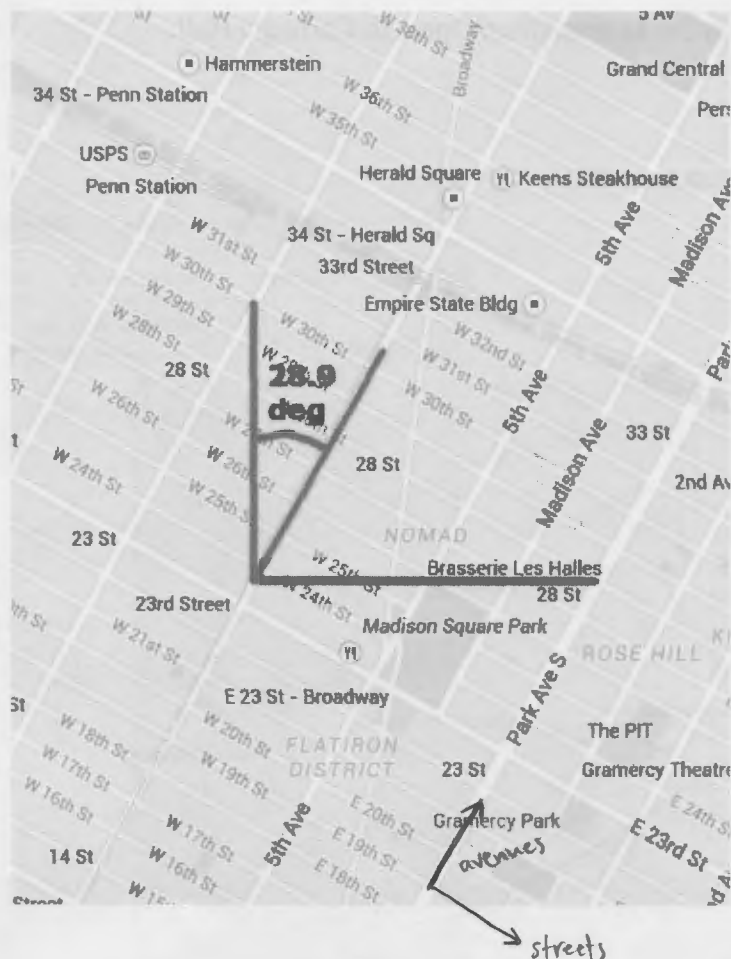 5 AV
W 38th St
Broadway
Hammerstein
Grand Central
34 St - Penn Station
W 36th St
W 35th St
USPS
Penn Station
Herald Square
Keens Steakhouse
5th Ave
Madison Ave
W 31st St
34 St - Herald Sq
33rd Street
W 30th St
W 29th St
W 28th St
Empire State Bldg
W 30th St
W 32nd St
W 31st St
W 30th St
28 St
28.9
deg
W 26th St
5th Ave
Madison Ave
33 St
W 24th St
W 26th St
W 25th St
28 St
2nd Av
23 St
NOMAD
W 25th St
Brasserie Les Halles
W 24th St
28 St
23rd Street
Madison Square Park
W 21st St
ROSE HILL
E 23 St - Broadway
Park Ave S
W 18th St
W 17th St
W 16th St
W 20th St
W 19th St
FLATIRON
DISTRICT
The PIT
23 St
Gramercy Theatre
5th Ave
E 20th St
E 19th St
E 18th St
Gramercy Park
avenues
E 24th St
E 23rd St
14 St
W 17th St
W 16th St
Street
streets